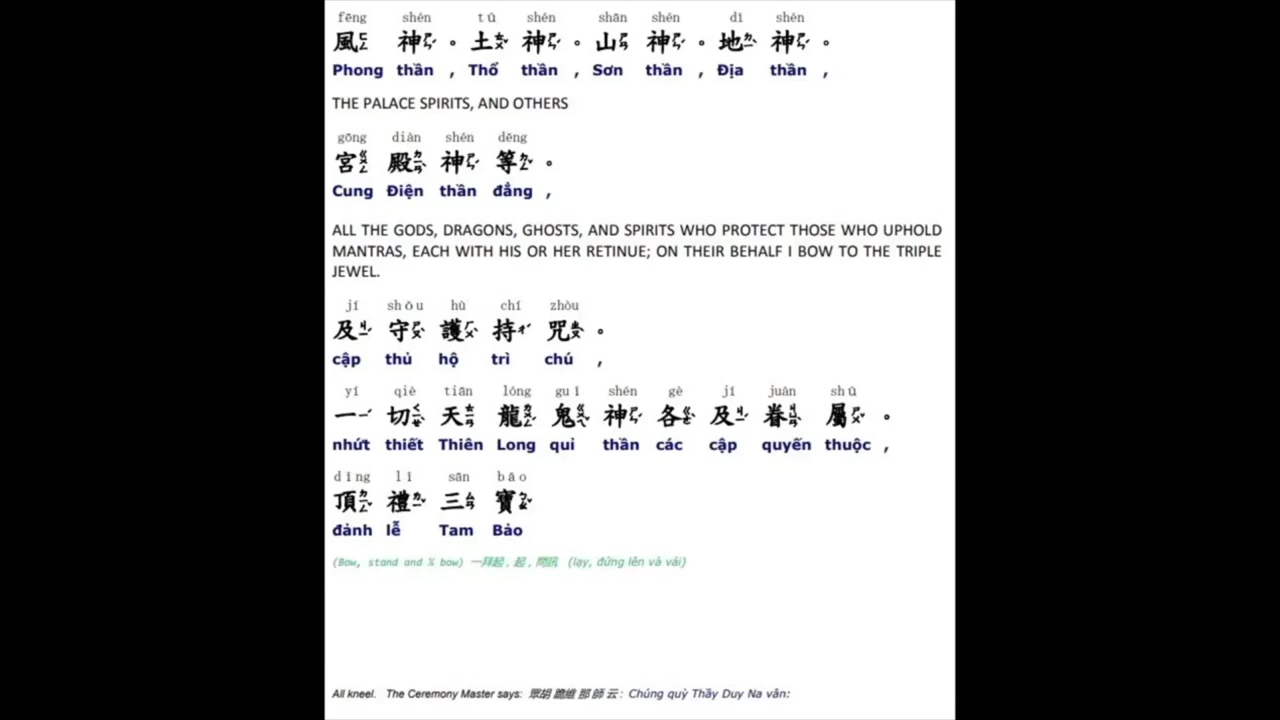 fēng shén tǔ shén shān shén dì shén
風 神 。 土 神 。 山 神 。 地 神 。
Phong thần , Thổ thần , Sơn thần , Địa thần ,
THE PALACE SPIRITS, AND OTHERS
gōng diàn shén děng
宮 殿 神 等 。
Cung Điện thần đẳng ,
ALL THE GODS, DRAGONS, GHOSTS, AND SPIRITS WHO PROTECT THOSE WHO UPHOLD
MANTRAS, EACH WITH HIS OR HER RETINUE; ON THEIR BEHALF I BOW TO THE TRIPLE
JEWEL.
jí shǒu hù chí zhòu
及 守 護 持 咒 。
cập thủ hộ trì chú ,
yí qiè tiān lóng guǐ shén gè jí juàn shǔ
一 切 天 龍 鬼 神 各 及 眷 屬 。
nhứt thiết Thiên Long quỉ thần các cập quyến thuộc ,
dǐng lǐ sān bǎo
頂 禮 三 寶
đảnh lễ Tam Bảo
(Bow, stand and ½ bow) 一拜起，起，問訊 (lạy, đứng lên và vái)
All kneel. The Ceremony Master says: 眾胡 跪維 那 師 云: Chúng quỳ Thầy Duy Na vân: